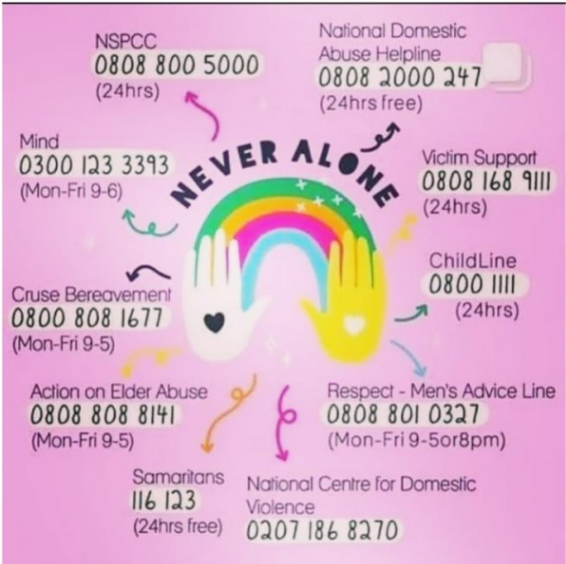 NSPCC
0808 800 5000
(24hrs)
National Domestic
Abuse Helpline
0808 2000 247
(24hrs free)
Mind
0300 123 3393
(Mon-Fri 9-6)
NEVER ALONE
Victim Support
0808 168 9111
(24hrs)
ChildLine
0800 1111
(24hrs)
Cruse Bereavement
0800 808 1677
(Mon-Fri 9-5)
Action on Elder Abuse
0808 808 8141
(Mon-Fri 9-5)
Respect - Men's Advice Line
0808 801 0327
(Mon-Fri 9-5or8pm)
Samaritans
116 123
(24hrs free)
National Centre for Domestic
Violence
0207 186 8270